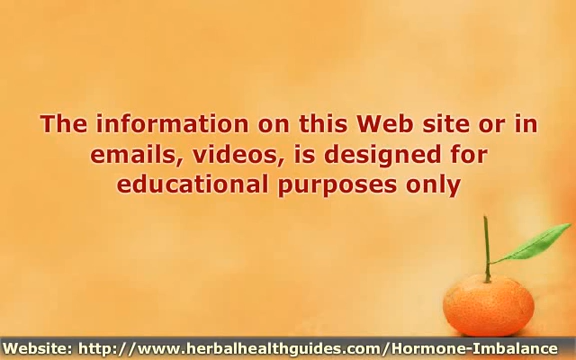 The information on this Web site or in
emails, videos, is designed for
educational purposes only
Website: http://www.herbalhealthguides.com/Hormone-Imbalance